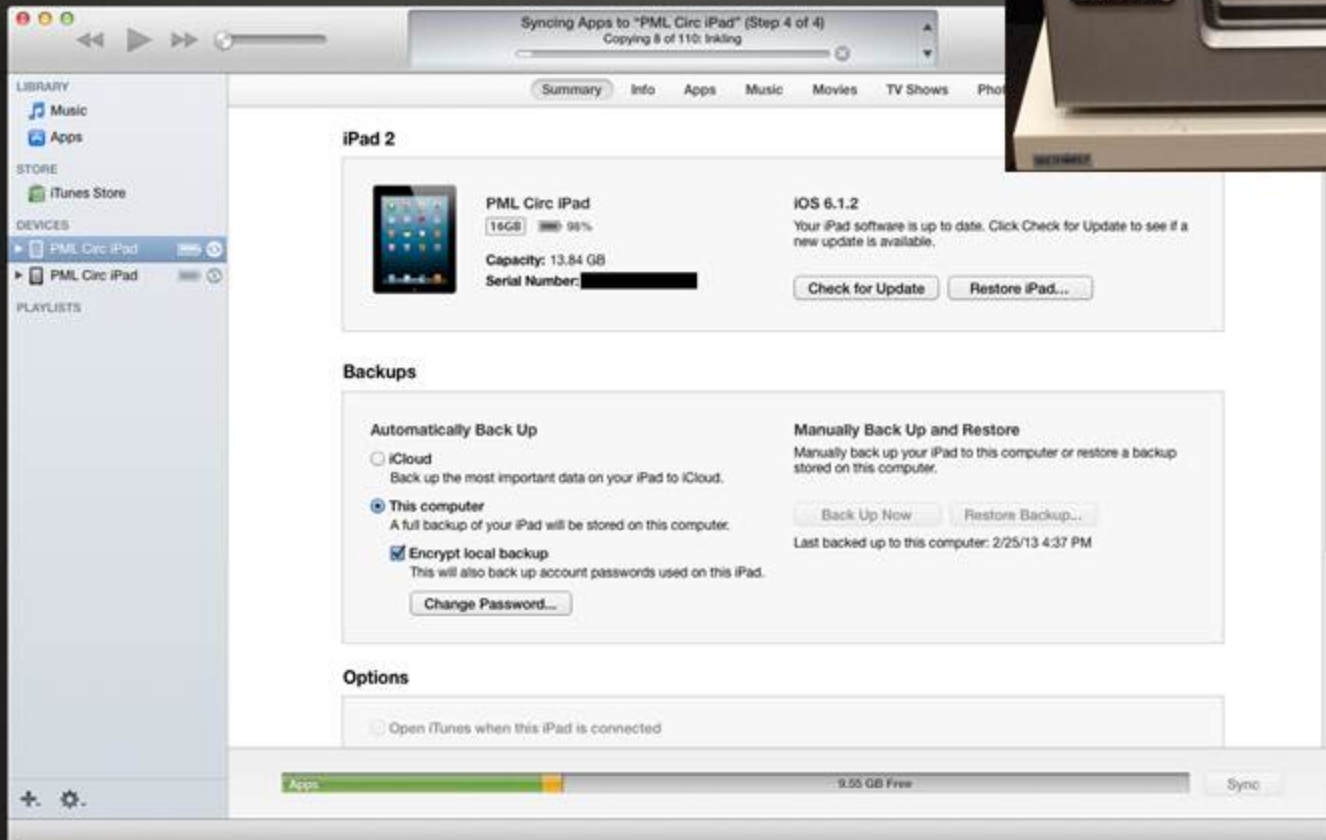 Syncing Apps to "PML Circ iPad" (Step 4 of 4)
Copying 8 of 110: Inkling
LIBRARY
Music
Apps
STORE
iTunes Store
DEVICES
PML Circ iPad
PML Circ iPad
PLAYLISTS
Summary Info Apps Music Movies TV Shows
iPad 2
PML Circ iPad
16GB 98%
Capacity: 13.84 GB
Serial Number:
iOS 6.1.2
Your iPad software is up to date. Click Check for Update to see if a
new update is available.
Check for Update Restore iPad...
Backups
Automatically Back Up
iCloud
Back up the most important data on your iPad to iCloud.
This computer
A full backup of your iPad will be stored on this computer.
Encrypt local backup
This will also back up account passwords used on this iPad.
Change Password...
Manually Back Up and Restore
Manually back up your iPad to this computer or restore a backup
stored on this computer.
Back Up Now Restore Backup...
Last backed up to this computer: 2/25/13 4:37 PM
Options
Open iTunes when this iPad is connected
Apps 9.55 GB Free Sync